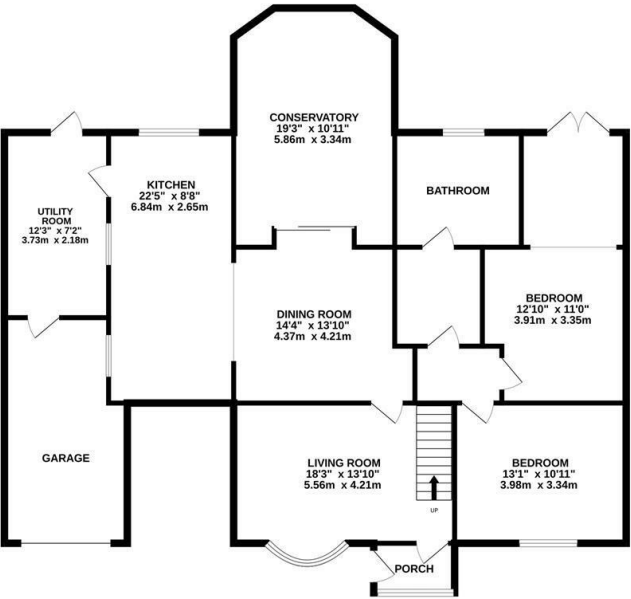 CONSERVATORY
19'3" x 10'11"
5.86m x 3.34m
KITCHEN
22'5" x 8'8"
6.84m x 2.65m
BATHROOM
UTILITY
ROOM
12'3" x 7'2"
3.73m x 2.18m
DINING ROOM
14'4" x 13'10"
4.37m x 4.21m
BEDROOM
12'10" x 11'0"
3.91m x 3.35m
GARAGE
LIVING ROOM
18'3" x 13'10"
5.56m x 4.21m
BEDROOM
13'1" x 10'11"
3.98m x 3.34m
UP
PORCH